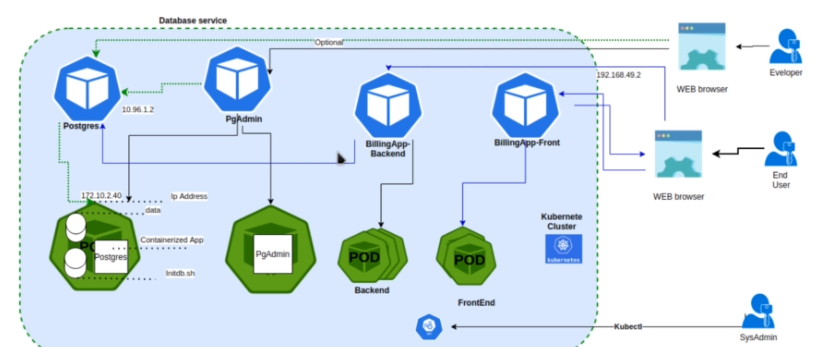 Database service
Optional
192.168.49.2
Eveloper
WEB browser
10.96.1.2
Postgres
PgAdmin
BillingApp-
Backend
BillingApp-Front
End
User
WEB browser
172.10.2.40
Ip Address
data
Containerized App
Postgres
Initdb.sh
PgAdmin
POD
Backend
POD
FrontEnd
Kubernete
Cluster
kubernetes
Kubectl
SysAdmin